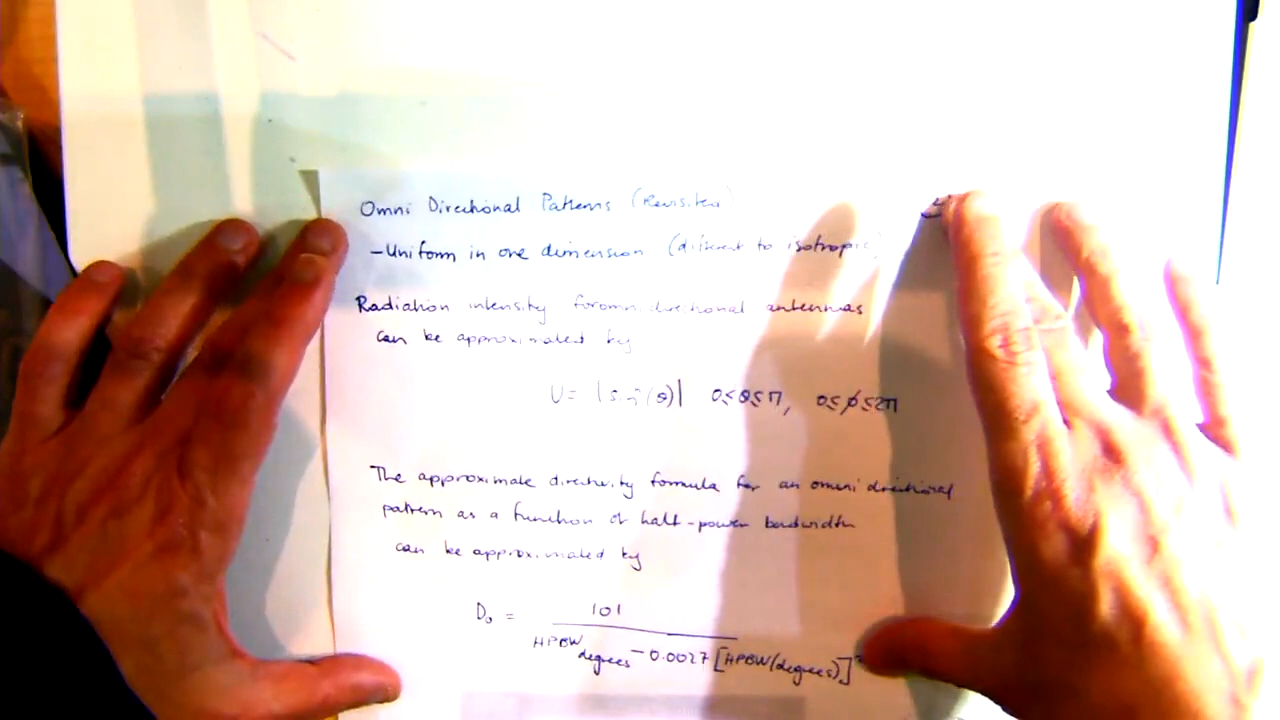 Omni Directional Patterns (Revisited)
-Uniform in one dimension (different to isotropic)
Radiation intensity for omni directional antennas
can be approximated by
U = |sinⁿ(θ)| 0≤θ≤π, 0≤φ≤2π
The approximate directivity formula for an omni directional
pattern as a function of half-power
can be approximated by
D₀ = 101 / HPBW degrees - 0.0027 [HPBW(degrees)]²